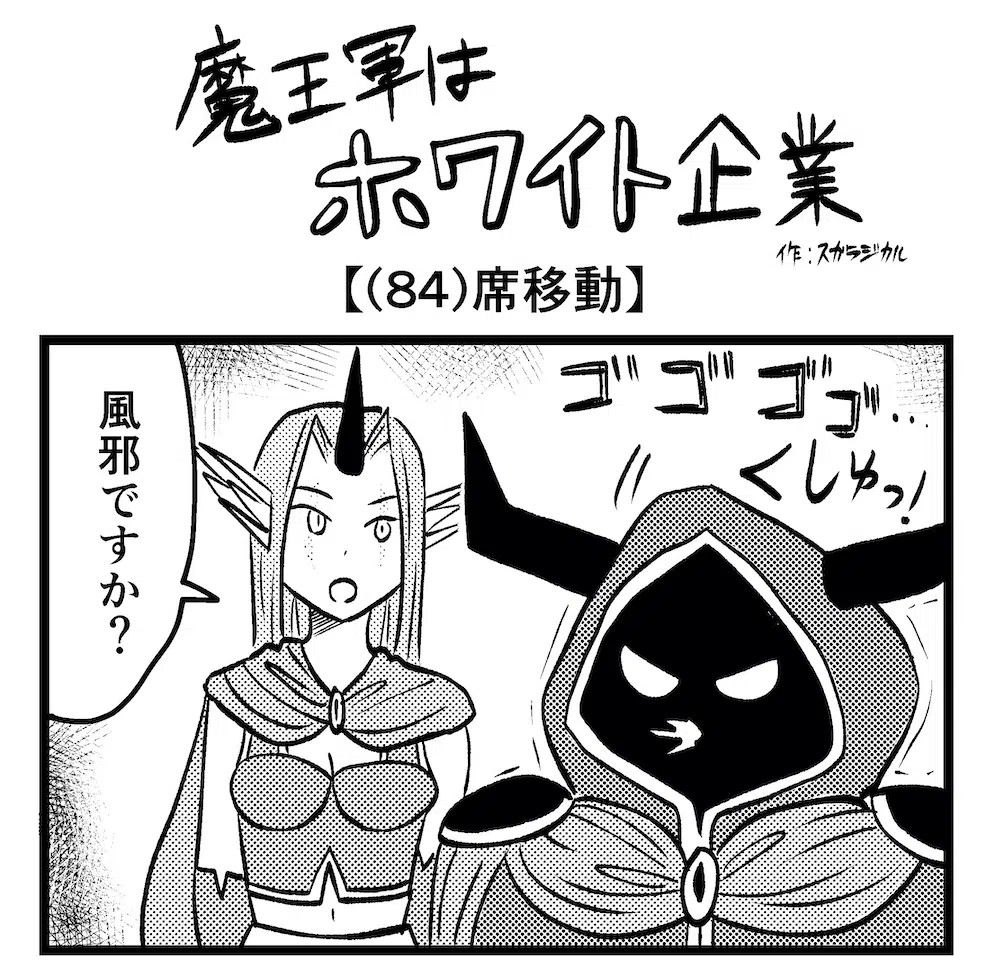 魔王軍は
ホワイト企業
作：スガラジカル
【(84)席移動】
ゴゴゴゴ…
くしゅっ！
風邪ですか？